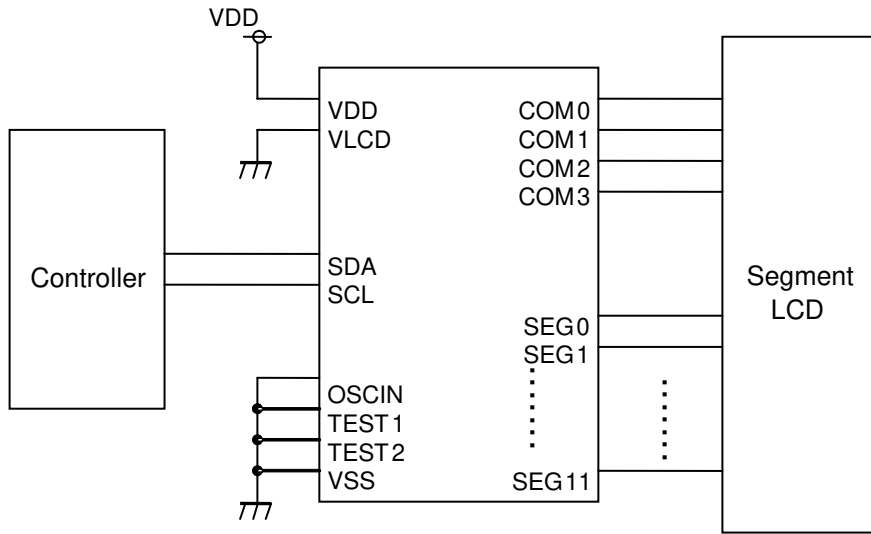 VDD
VDD
VLCD
SDA
SCL
OSCIN
TEST1
TEST2
VSS
COM0
COM1
COM2
COM3
SEG0
SEG1
SEG11
Controller
Segment
LCD